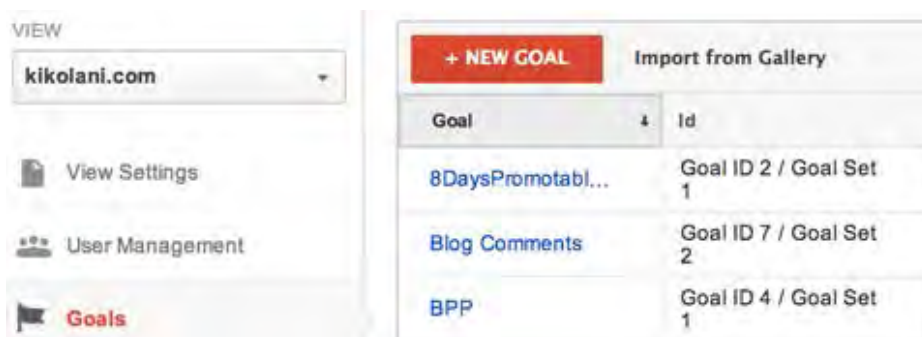 VIEW
kikolani.com
View Settings
User Management
Goals
+ NEW GOAL
Import from Gallery
Goal
Id
8DaysPromotabl...
Goal ID 2 / Goal Set
1
Blog Comments
Goal ID 7 / Goal Set
2
BPP
Goal ID 4 / Goal Set
1